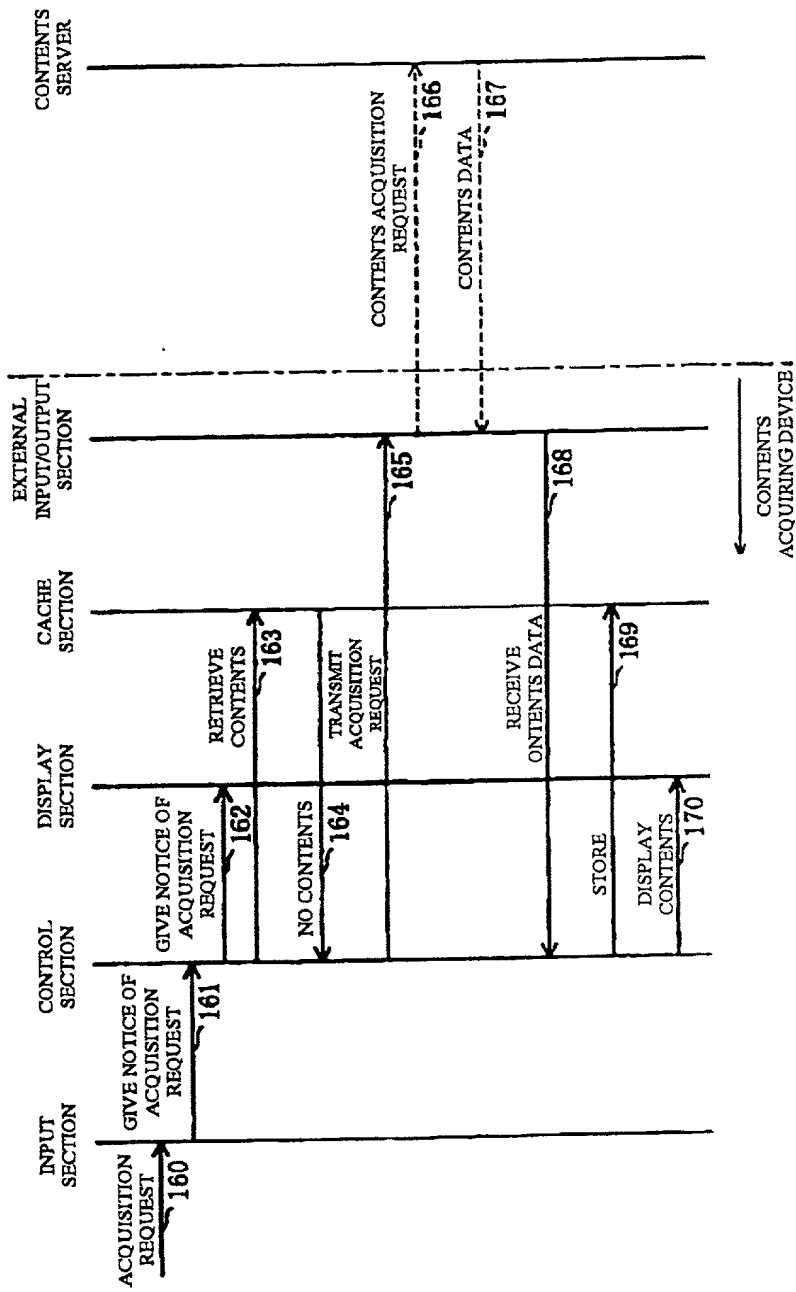 INPUT
SECTION
CONTROL
SECTION
DISPLAY
SECTION
CACHE
SECTION
EXTERNAL
INPUT/OUTPUT
SECTION
CONTENTS
SERVER
ACQUISITION
REQUEST
160
GIVE NOTICE OF
ACQUISITION
REQUEST
161
GIVE NOTICE OF
ACQUISITION
REQUEST
162
RETRIEVE
CONTENTS
163
NO CONTENTS
164
TRANSMIT
ACQUISITION
REQUEST
165
CONTENTS ACQUISITION
REQUEST
166
CONTENTS DATA
167
RECEIVE
ONTENTS DATA
168
STORE
169
DISPLAY
CONTENTS
170
CONTENTS
ACQUIRING DEVICE